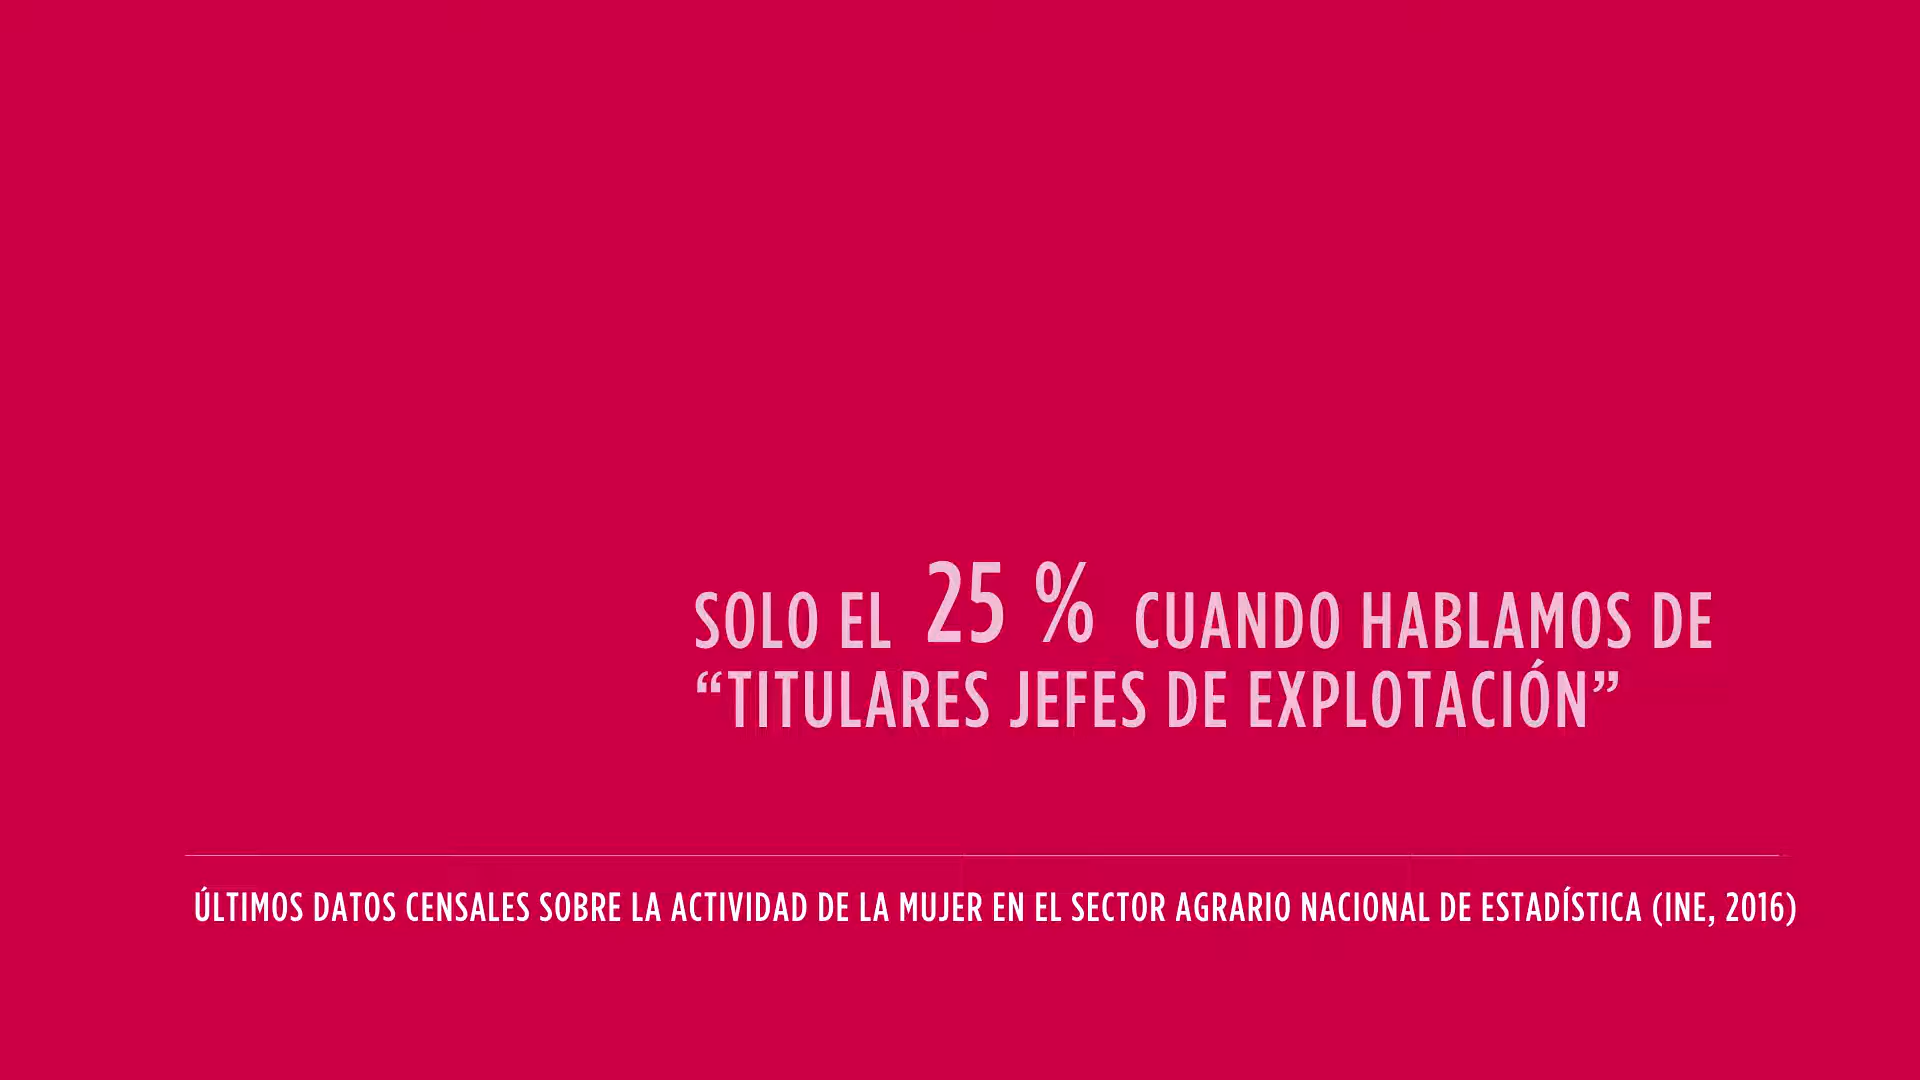 SOLO EL 25 % CUANDO HABLAMOS DE
“TITULARES JEFES DE EXPLOTACIÓN”
ÚLTIMOS DATOS CENSALES SOBRE LA ACTIVIDAD DE LA MUJER EN EL SECTOR AGRARIO NACIONAL DE ESTADÍSTICA (INE, 2016)